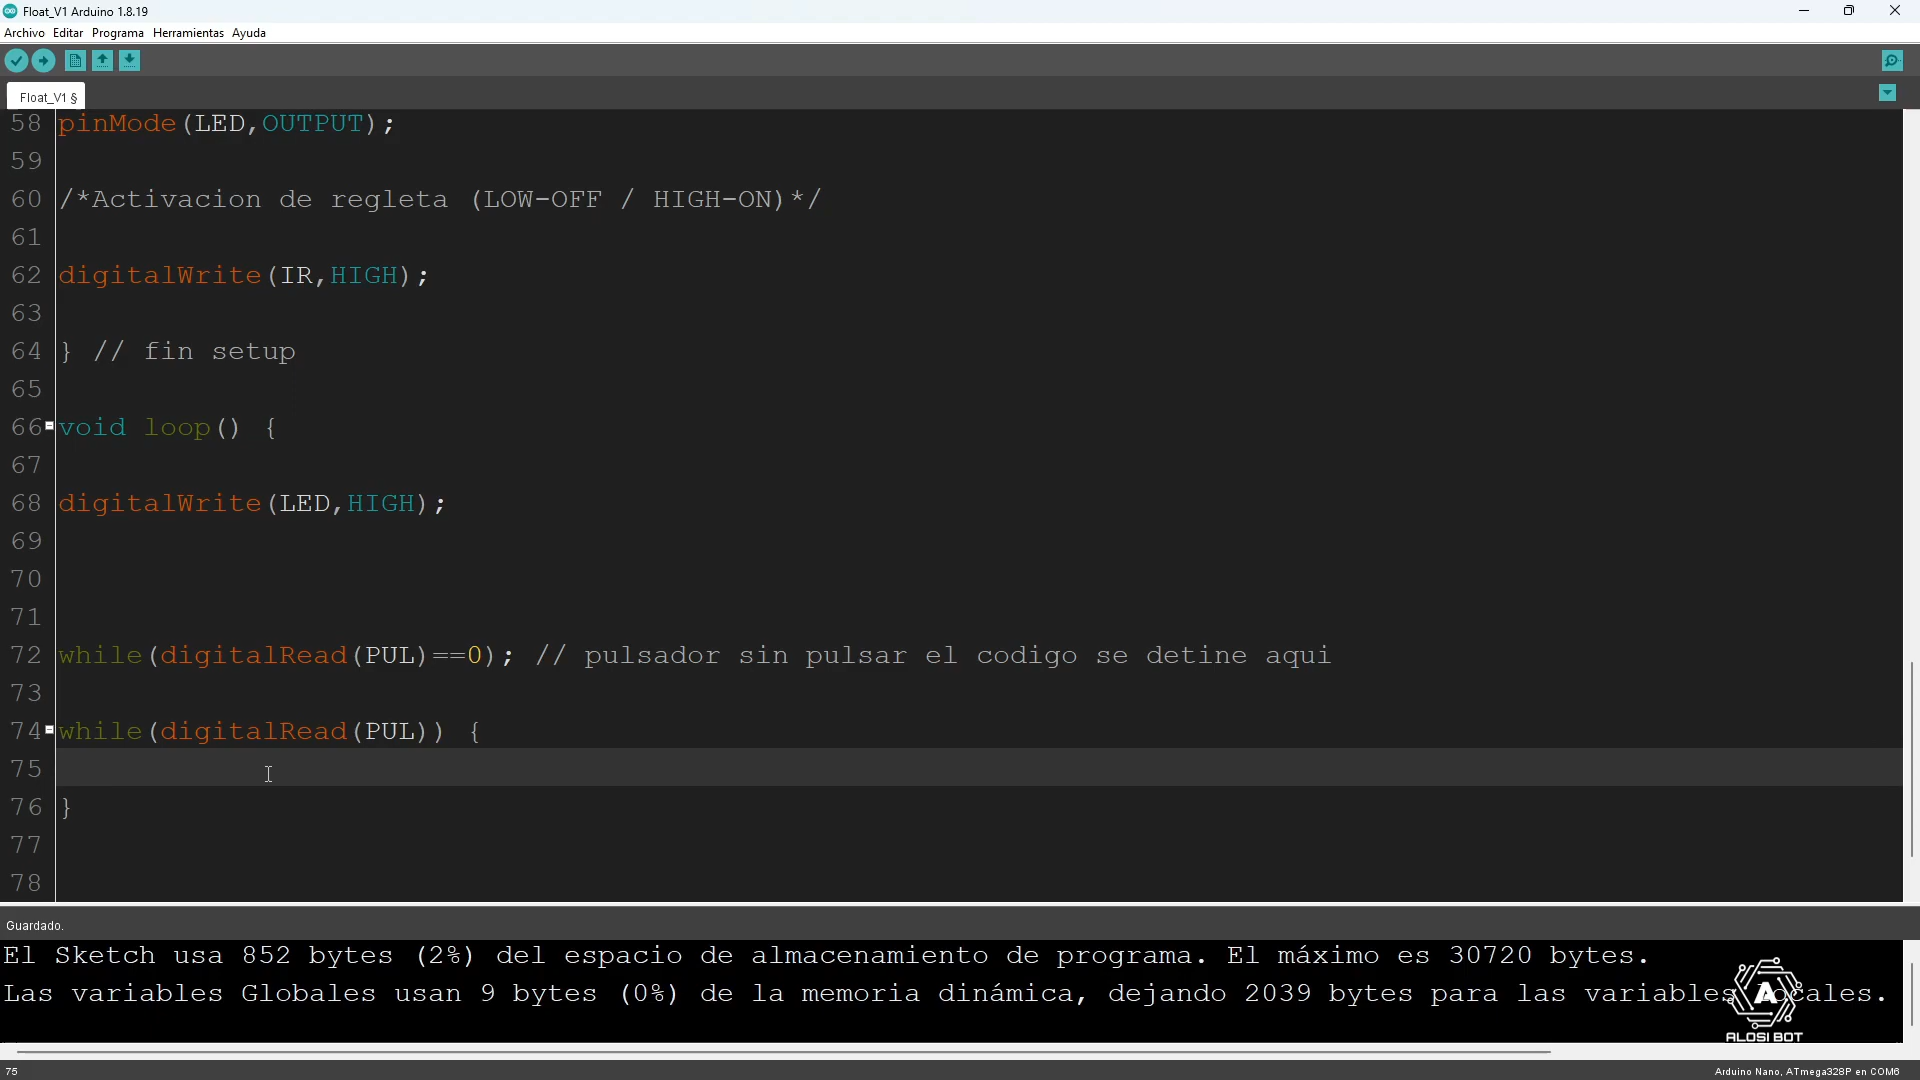 Float_V1 Arduino 1.8.19
Archivo Editar Programa Herramientas Ayuda
Float_V1 §
58 pinMode(LED,OUTPUT);
59
60 /*Activacion de regleta (LOW-OFF / HIGH-ON)*/
61
62 digitalWrite(IR,HIGH);
63
64 } // fin setup
65
66 void loop() {
67
68 digitalWrite(LED,HIGH);
69
70
71
72 while(digitalRead(PUL)==0); // pulsador sin pulsar el codigo se detine aqui
73
74 while(digitalRead(PUL)) {
75
76 }
77
78
Guardado.
El Sketch usa 852 bytes (2%) del espacio de almacenamiento de programa. El máximo es 30720 bytes.
Las variables Globales usan 9 bytes (0%) de la memoria dinámica, dejando 2039 bytes para las variables locales.
ALOSI BOT
75
Arduino Nano, ATmega328P en COM6